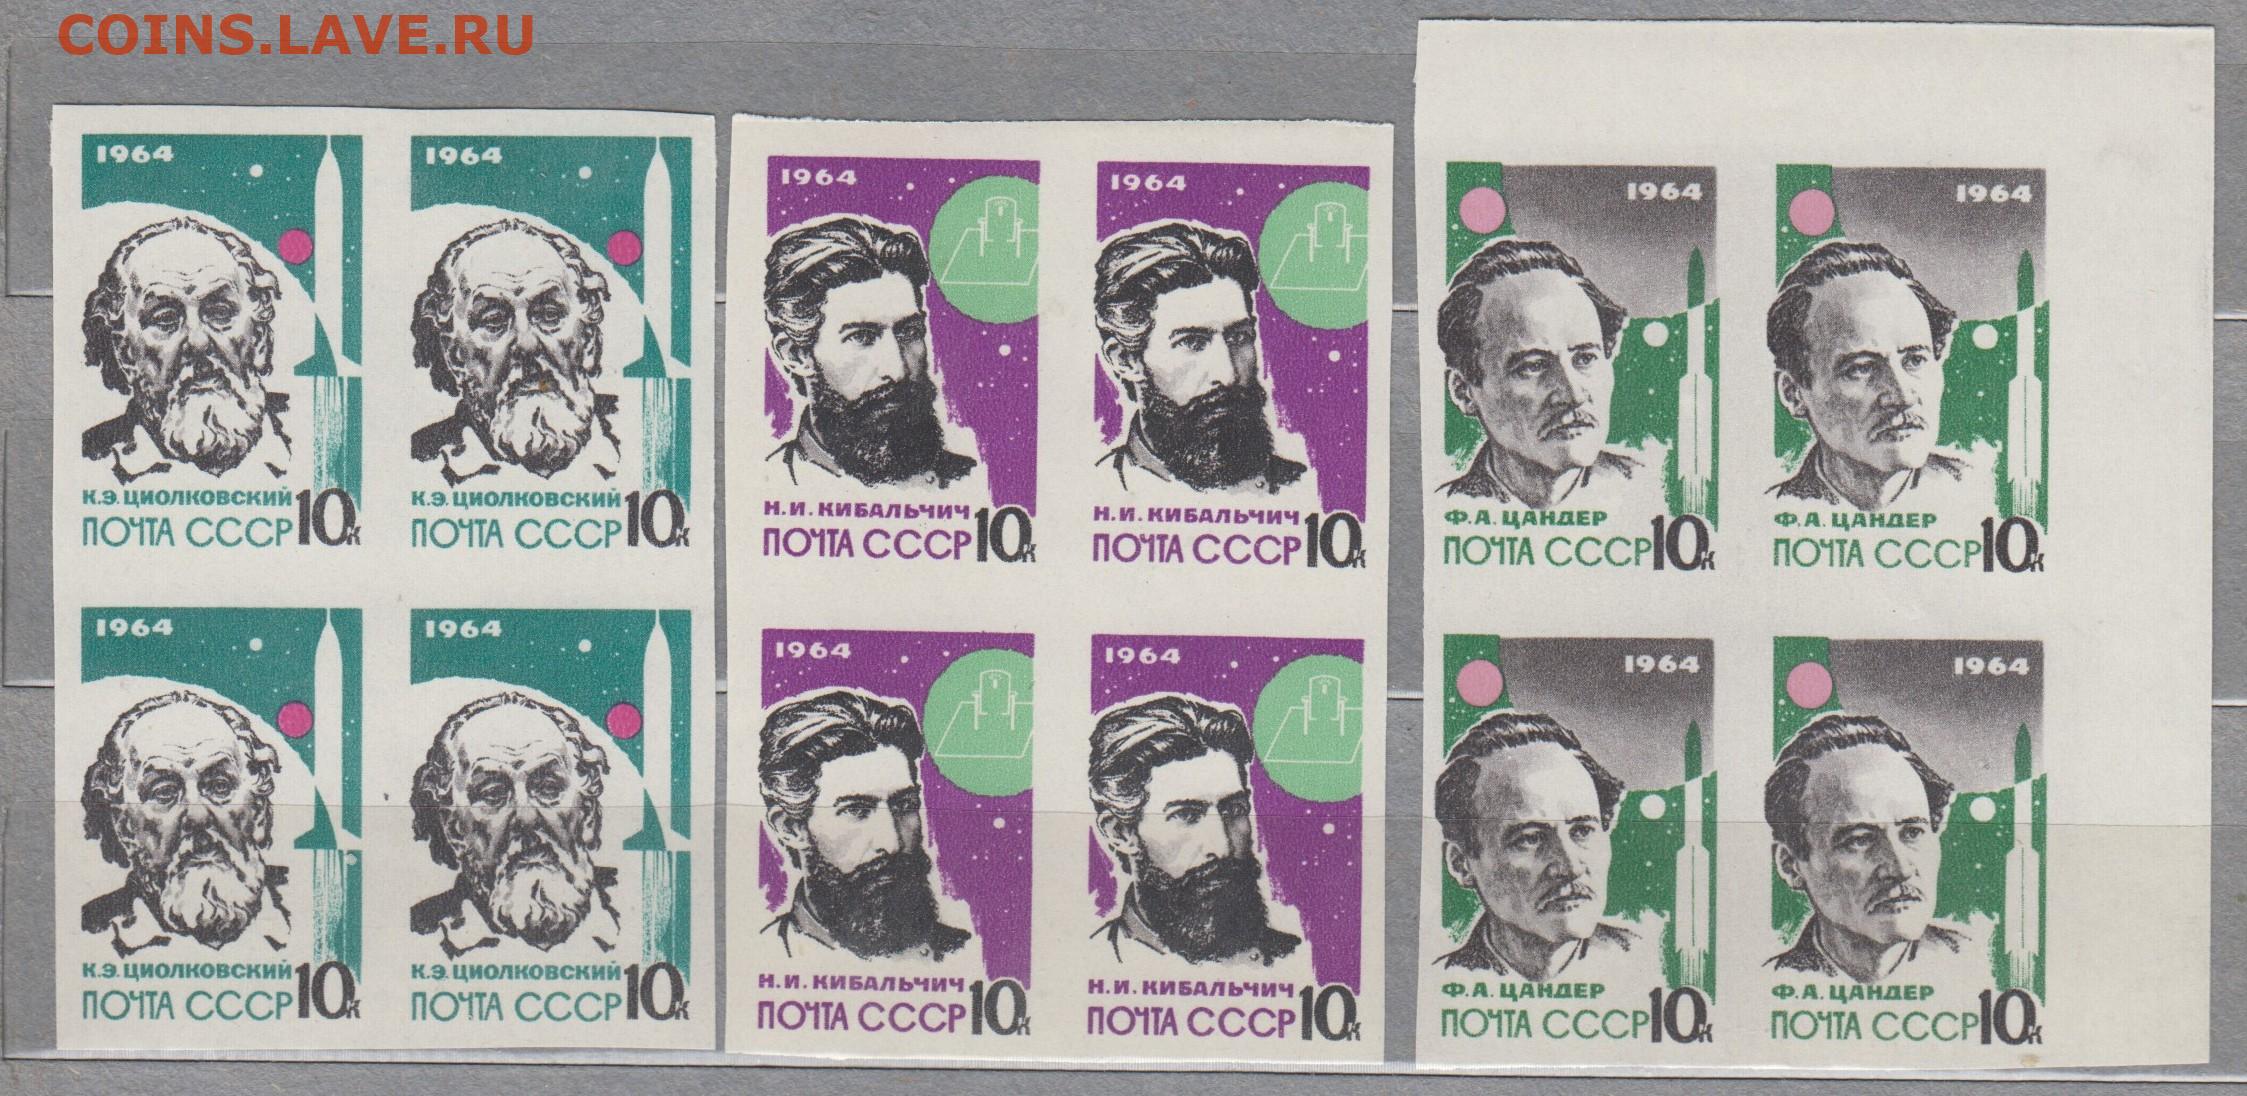 COINS.LAVE.RU
1964
К.Э. ЦИОЛКОВСКИЙ
ПОЧТА СССР 10к
1964
К.Э. ЦИОЛКОВСКИЙ
ПОЧТА СССР 10к
1964
К.Э. ЦИОЛКОВСКИЙ
ПОЧТА СССР 10к
1964
К.Э. ЦИОЛКОВСКИЙ
ПОЧТА СССР 10к
1964
Н.И. КИБАЛЬЧИЧ
ПОЧТА СССР 10к
1964
Н.И. КИБАЛЬЧИЧ
ПОЧТА СССР 10к
1964
Н.И. КИБАЛЬЧИЧ
ПОЧТА СССР 10к
1964
Н.И. КИБАЛЬЧИЧ
ПОЧТА СССР 10к
1964
Ф.А. ЦАНДЕР
ПОЧТА СССР 10к
1964
Ф.А. ЦАНДЕР
ПОЧТА СССР 10к
1964
Ф.А. ЦАНДЕР
ПОЧТА СССР 10к
1964
Ф.А. ЦАНДЕР
ПОЧТА СССР 10к